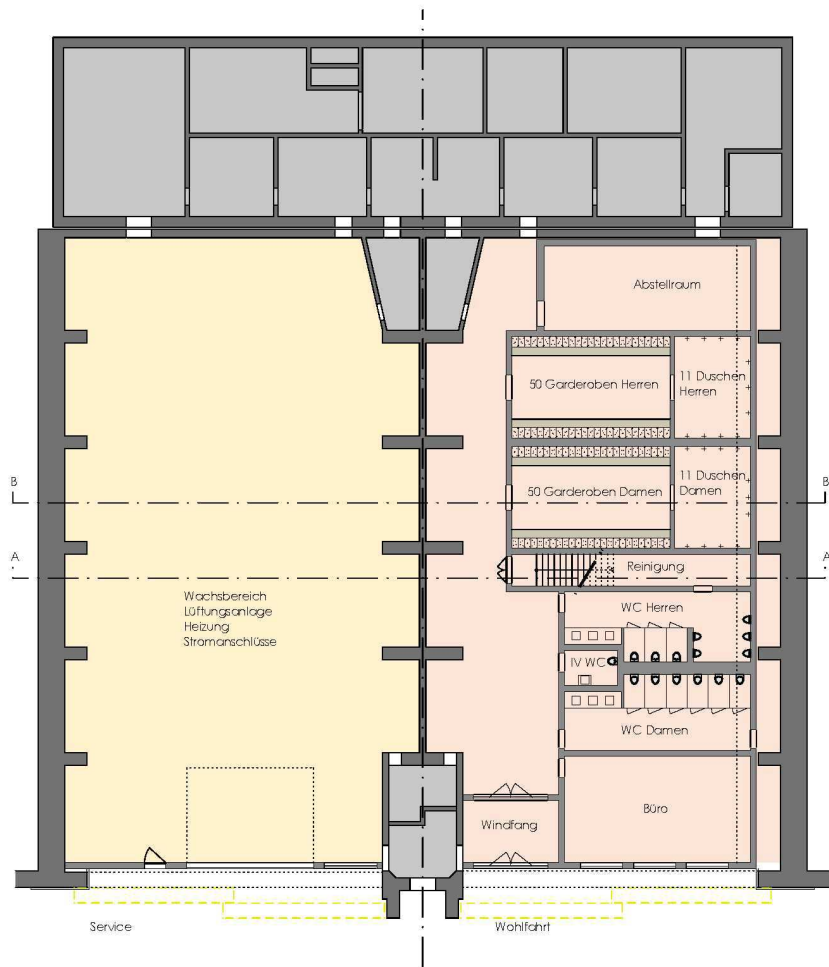 Abstellraum
50 Garderoben Herren
11 Duschen
Herren
50 Garderoben Damen
11 Duschen
Damen
B
B
A
A
Reinigung
Wachsbereich
Lüftungsanlage
Heizung
Stromanschlüsse
WC Herren
IV WC
WC Damen
Büro
Windfang
Service
Wohlfahrt